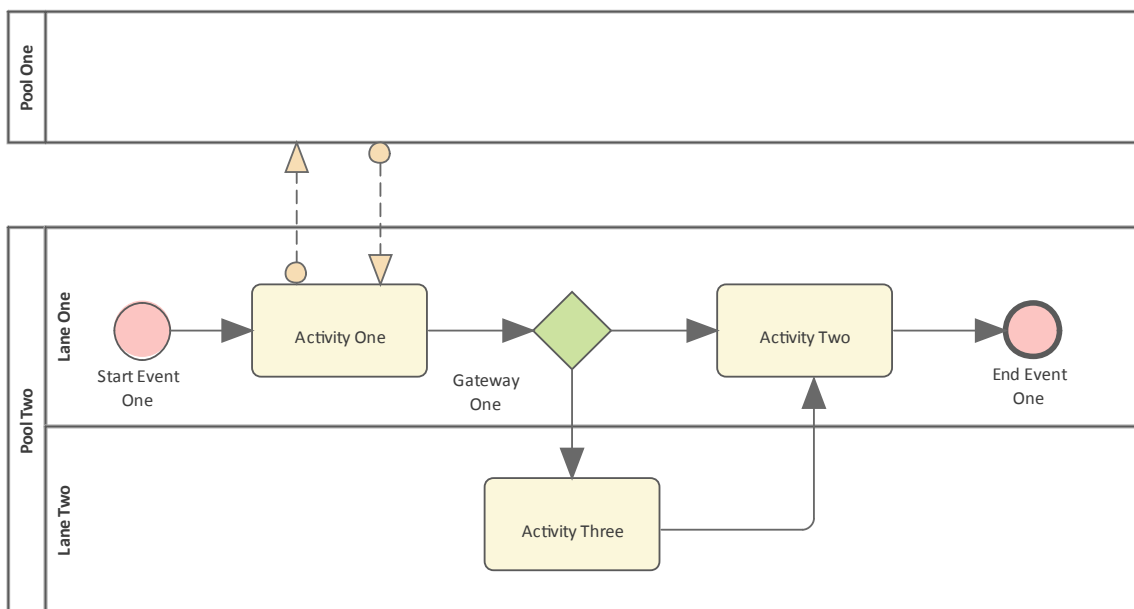 Pool One
Pool Two
Lane One
Start Event
One
Activity One
Gateway
One
Activity Two
End Event
One
Lane Two
Activity Three